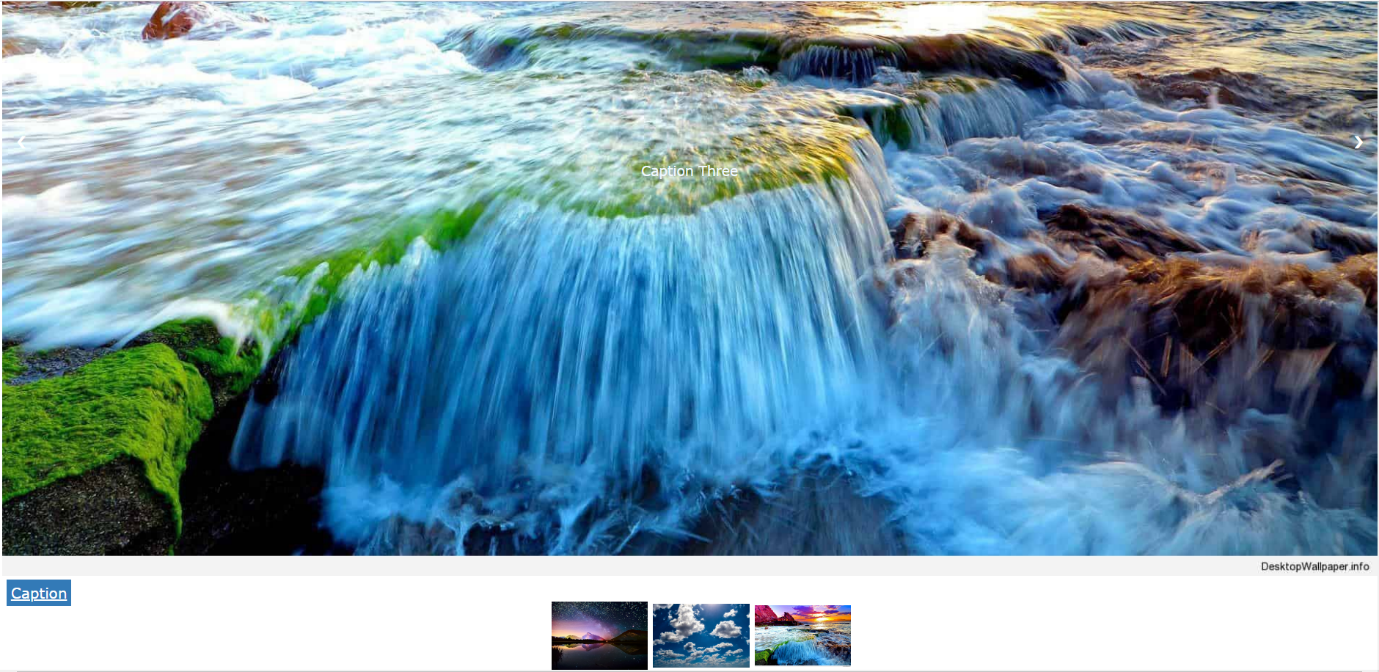 ❮
❯
Caption Three
DesktopWallpaper.info
Caption